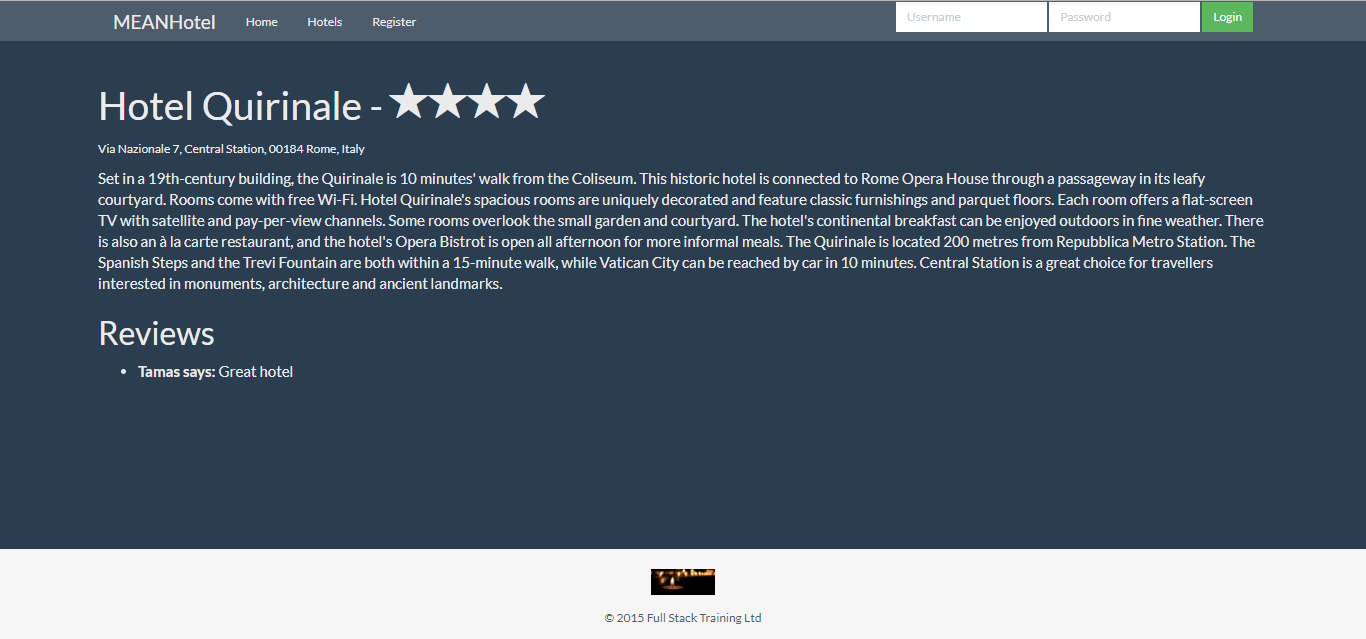 MEANHotel Home Hotels Register Username Password Login
Hotel Quirinale - ★★★★
Via Nazionale 7, Central Station, 00184 Rome, Italy
Set in a 19th-century building, the Quirinale is 10 minutes' walk from the Coliseum. This historic hotel is connected to Rome Opera House through a passageway in its leafy
courtyard. Rooms come with free Wi-Fi. Hotel Quirinale's spacious rooms are uniquely decorated and feature classic furnishings and parquet floors. Each room offers a flat-screen
TV with satellite and pay-per-view channels. Some rooms overlook the small garden and courtyard. The hotel's continental breakfast can be enjoyed outdoors in fine weather. There
is also an à la carte restaurant, and the hotel's Opera Bistrot is open all afternoon for more informal meals. The Quirinale is located 200 metres from Repubblica Metro Station. The
Spanish Steps and the Trevi Fountain are both within a 15-minute walk, while Vatican City can be reached by car in 10 minutes. Central Station is a great choice for travellers
interested in monuments, architecture and ancient landmarks.
Reviews
• Tamas says: Great hotel
© 2015 Full Stack Training Ltd